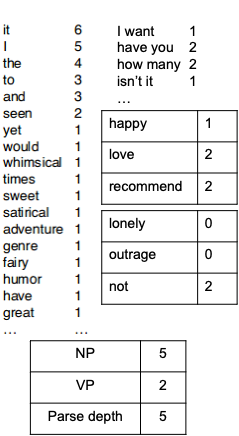 it 6
I 5
the 4
to 3
and 3
seen 2
yet 1
would 1
whimsical 1
times 1
sweet 1
satirical 1
adventure 1
genre 1
fairy 1
humor 1
have 1
great 1
… …
I want 1
have you 2
how many 2
isn't it 1
…
happy 1
love 2
recommend 2
lonely 0
outrage 0
not 2
NP 5
VP 2
Parse depth 5